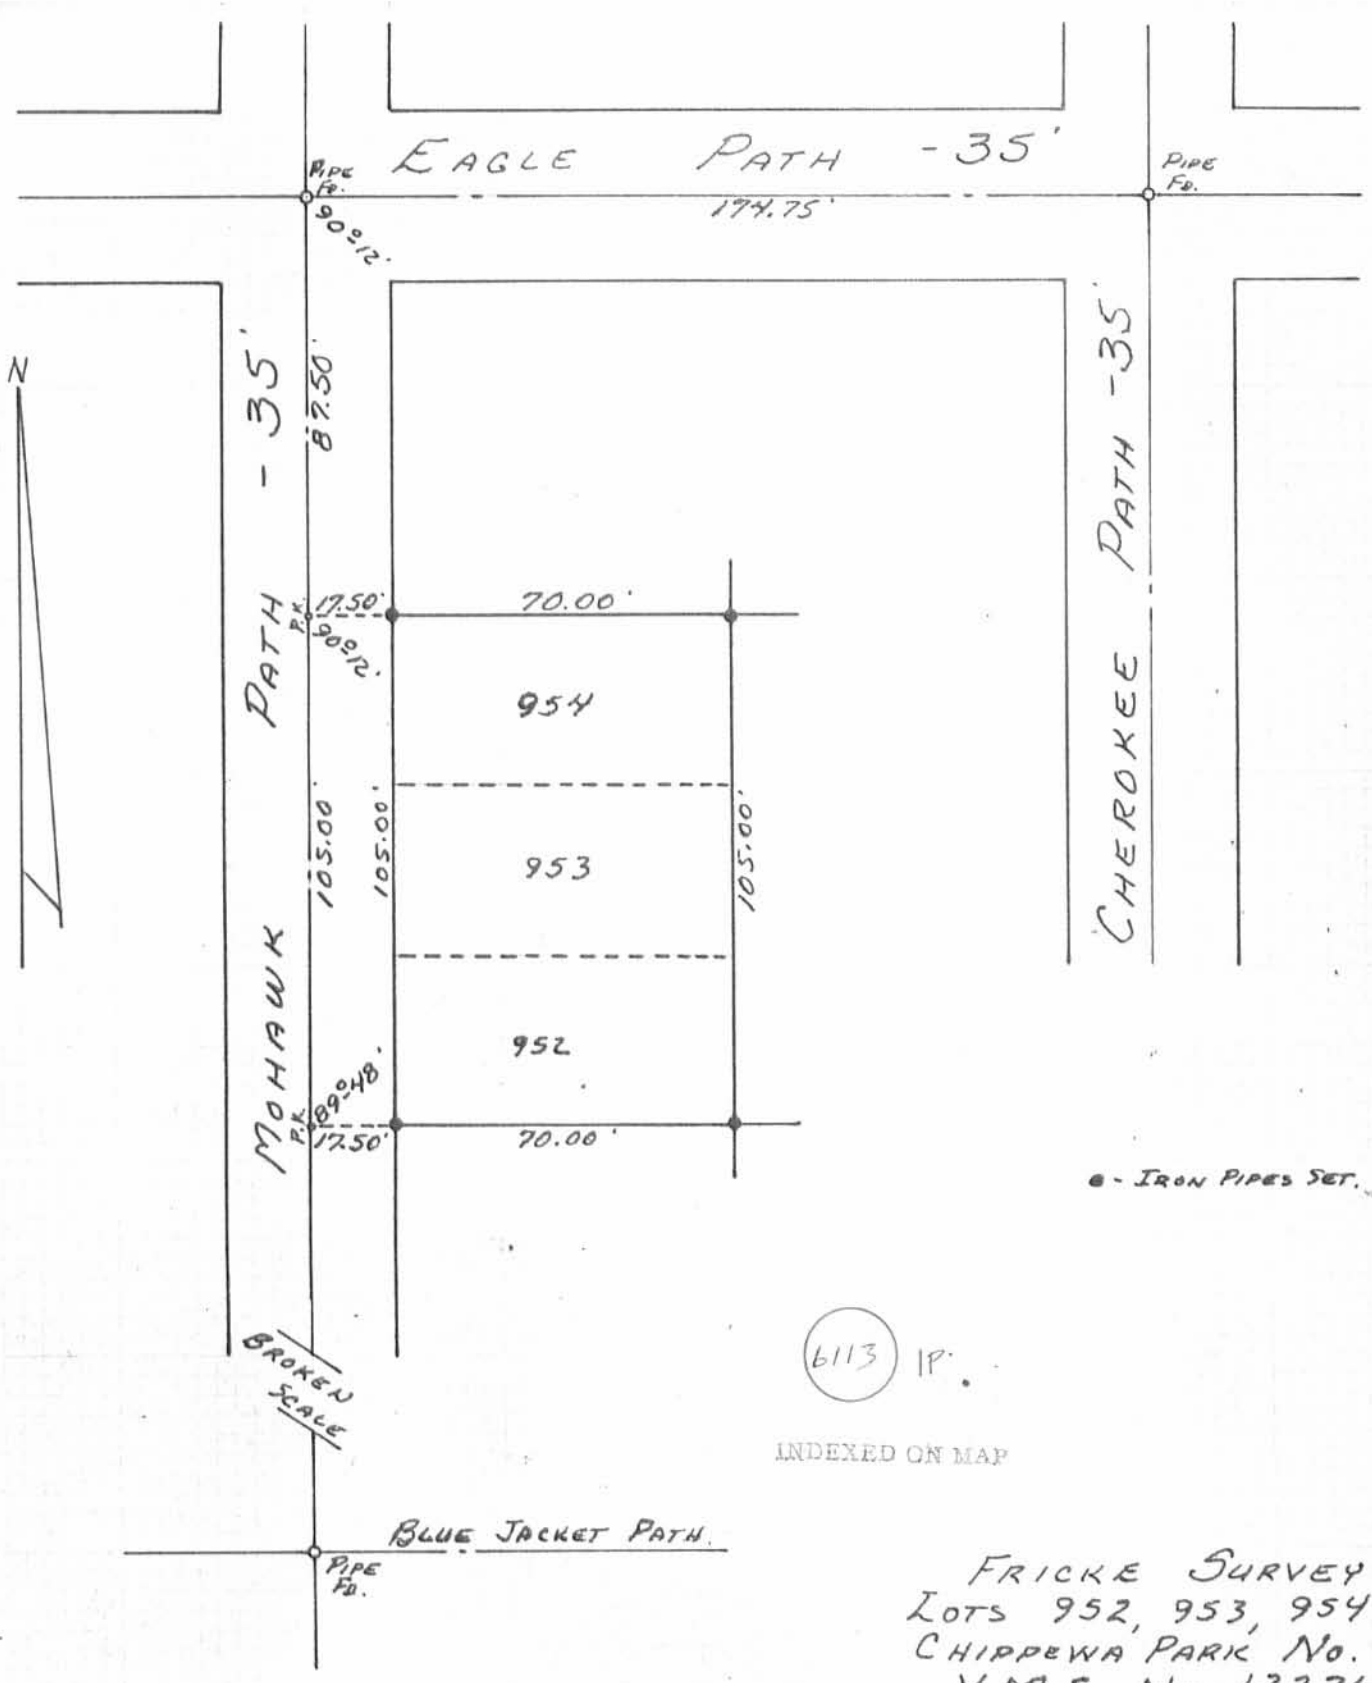 EAGLE PATH - 35'
PIPE
FD.
PIPE
FD.
174.75'
90°12'
N
MOHAWK PATH - 35'
87.50'
CHEROKEE PATH - 35'
P.K.
17.50'
70.00'
90°12'
954
105.00'
105.00'
953
105.00'
952
89°48'
P.K.
17.50'
70.00'
- IRON PIPES SET.
BROKEN
SCALE
6113 IP.
INDEXED ON MAP
BLUE JACKET PATH.
PIPE
FD.
FRICKE SURVEY
LOTS 952, 953, 954
CHIPPEWA PARK No.